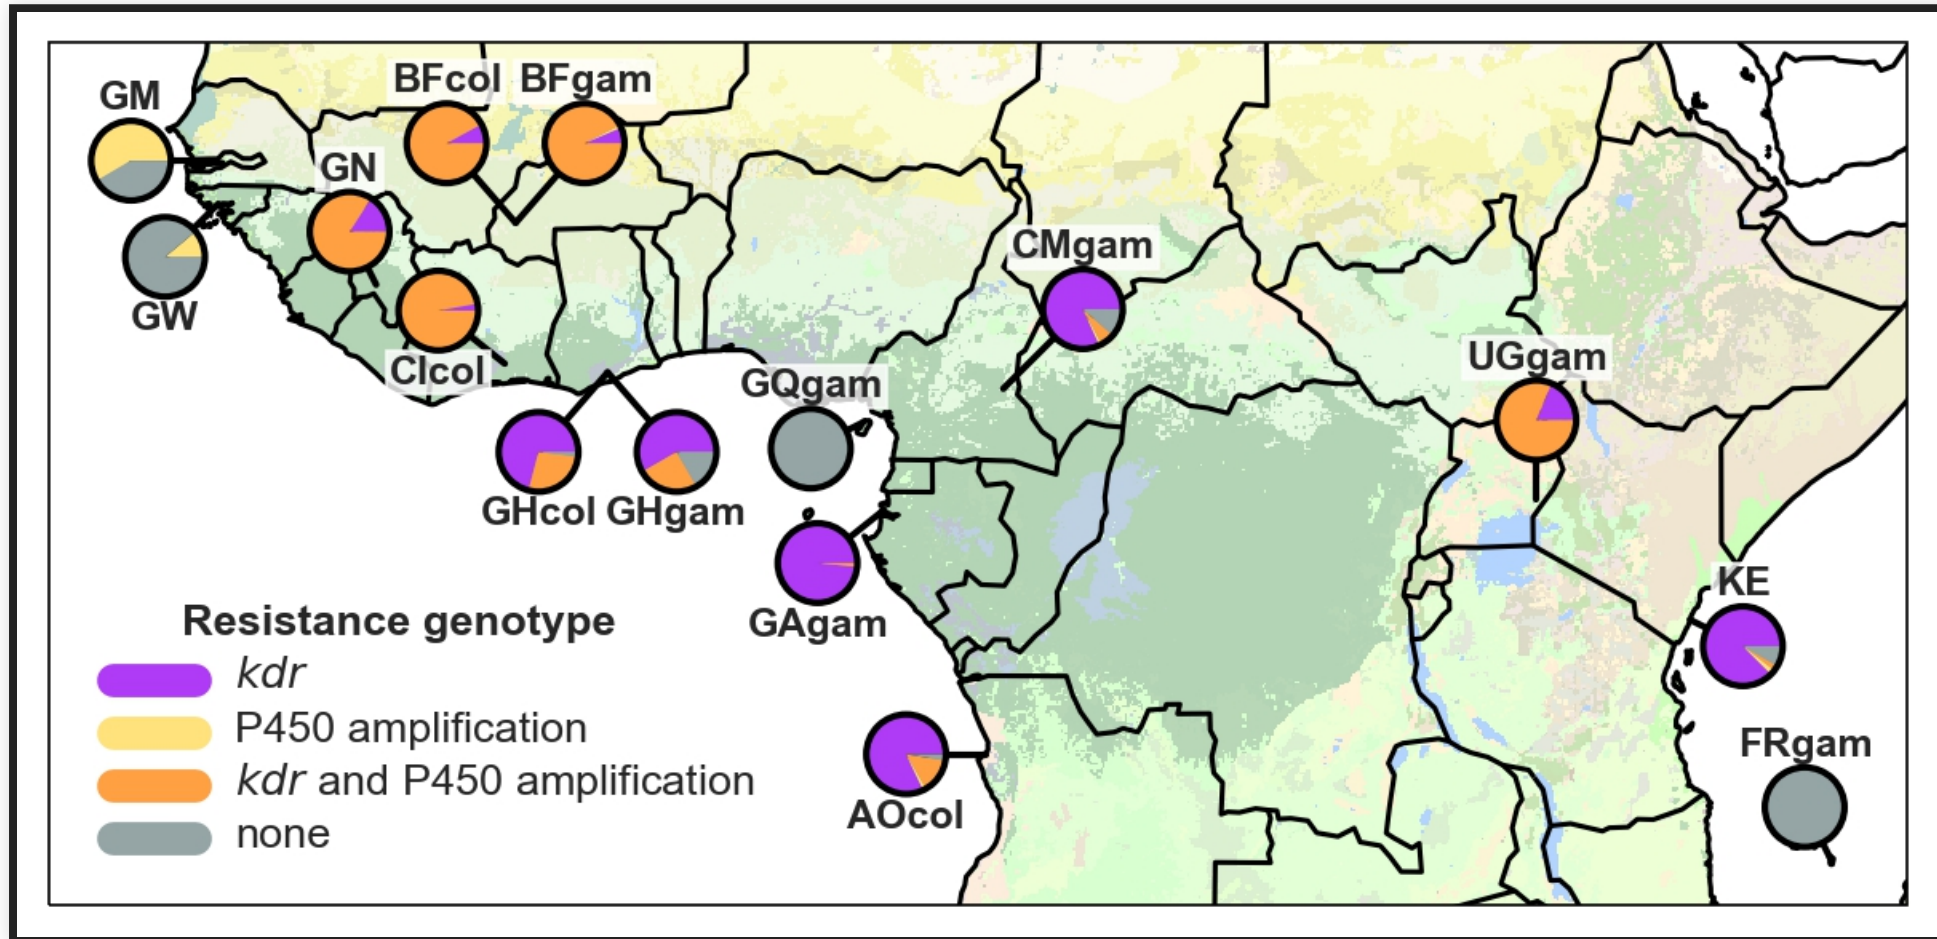 GM
BFcol BFgam
GN
GW
CIcol
CMgam
UGgam
GQgam
GHcol GHgam
GAgam
KE
AOcol
FRgam
Resistance genotype
kdr
P450 amplification
kdr and P450 amplification
none